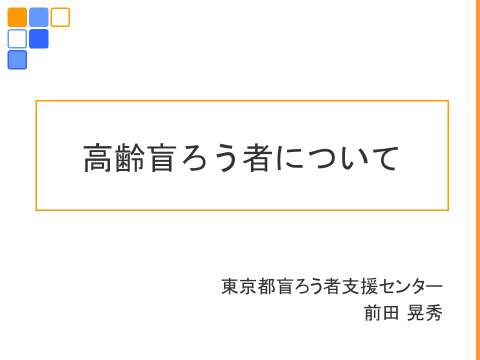 高齢盲ろう者について
東京都盲ろう者支援センター
前田 晃秀